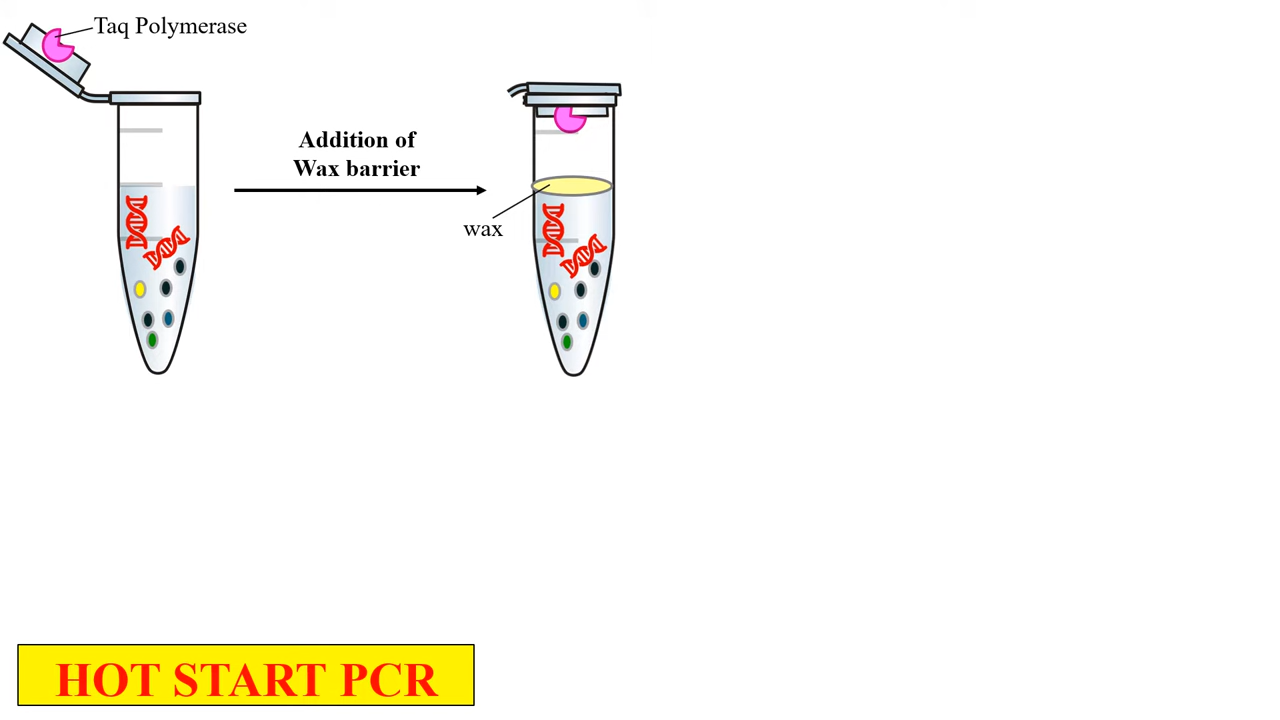 Taq Polymerase
Addition of
Wax barrier
wax
HOT START PCR